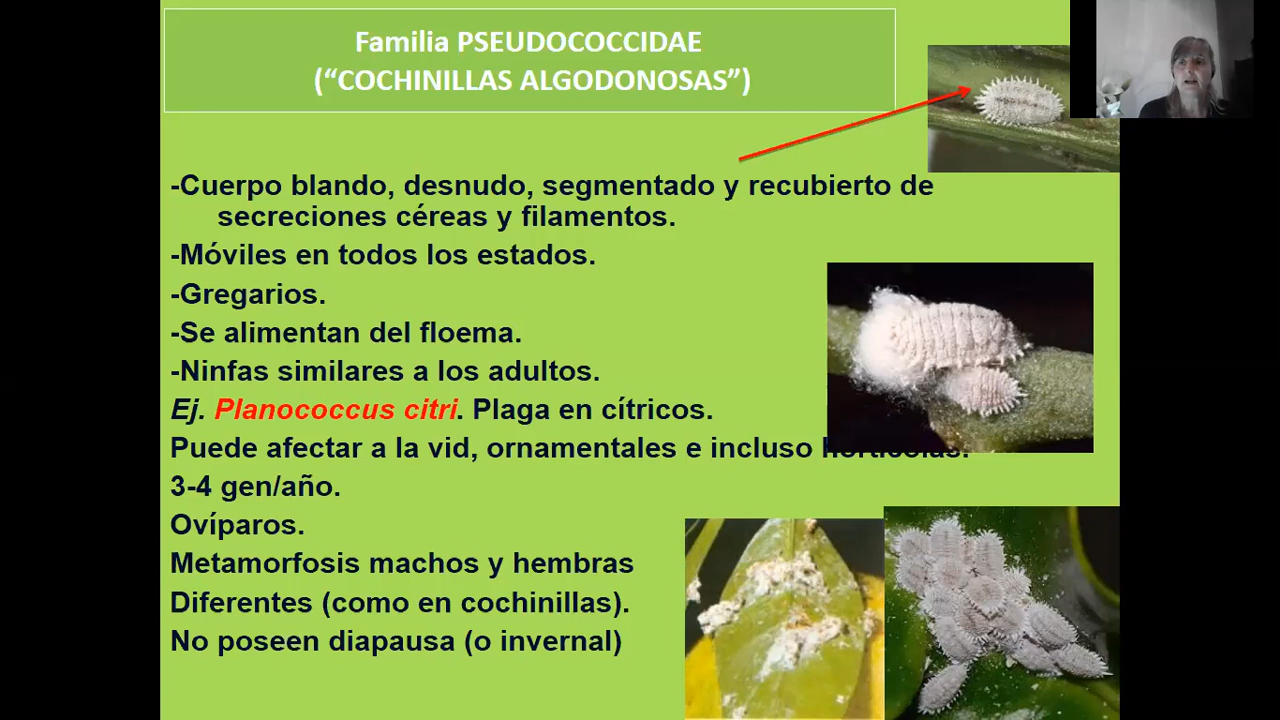 Familia PSEUDOCOCCIDAE
(“COCHINILLAS ALGODONOSAS”)
-Cuerpo blando, desnudo, segmentado y recubierto de
secreciones céreas y filamentos.
-Móviles en todos los estados.
-Gregarios.
-Se alimentan del floema.
-Ninfas similares a los adultos.
Ej. Planococcus citri. Plaga en cítricos.
Puede afectar a la vid, ornamentales e incluso hortícolas.
3-4 gen/año.
Ovíparos.
Metamorfosis machos y hembras
Diferentes (como en cochinillas).
No poseen diapausa (o invernal)